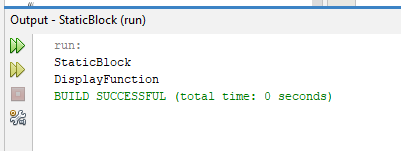 Output - StaticBlock (run)
run:
StaticBlock
DisplayFunction
BUILD SUCCESSFUL (total time: 0 seconds)